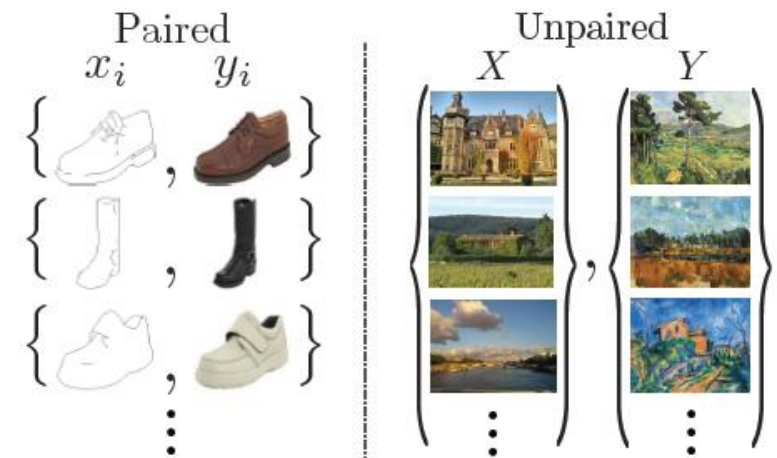 Paired
x_i y_i
{ , }
{ , }
{ , }
⋮
Unpaired
X Y
{ } , { }
⋮ ⋮